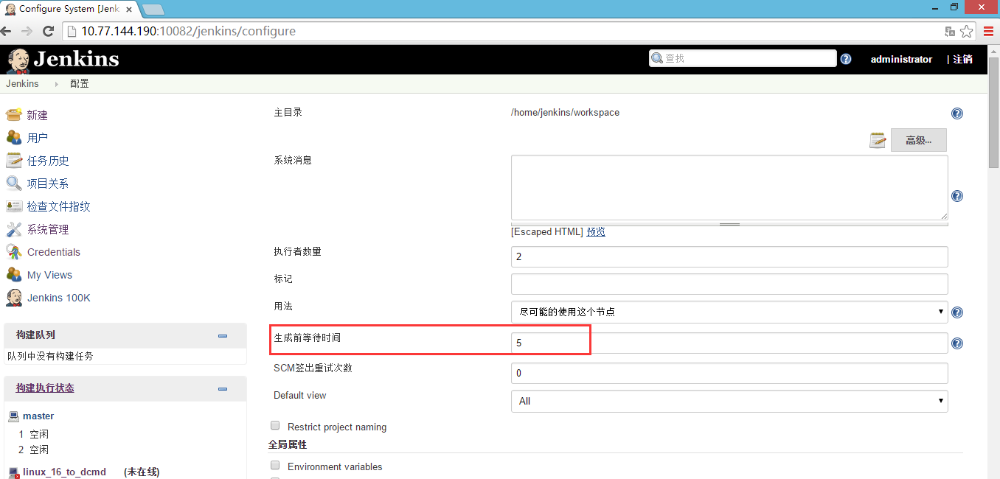 Configure System [Jenk
10.77.144.190:10082/jenkins/configure
Jenkins
查找
administrator
| 注销
Jenkins
配置
新建
用户
任务历史
项目关系
检查文件指纹
系统管理
Credentials
My Views
Jenkins 100K
构建队列
队列中没有构建任务
构建执行状态
master
1 空闲
2 空闲
linux_16_to_dcmd (未在线)
主目录
/home/jenkins/workspace
高级...
系统消息
[Escaped HTML] 预览
执行者数量
2
标记
用法
尽可能的使用这个节点
生成前等待时间
5
SCM签出重试次数
0
Default view
All
Restrict project naming
全局属性
Environment variables